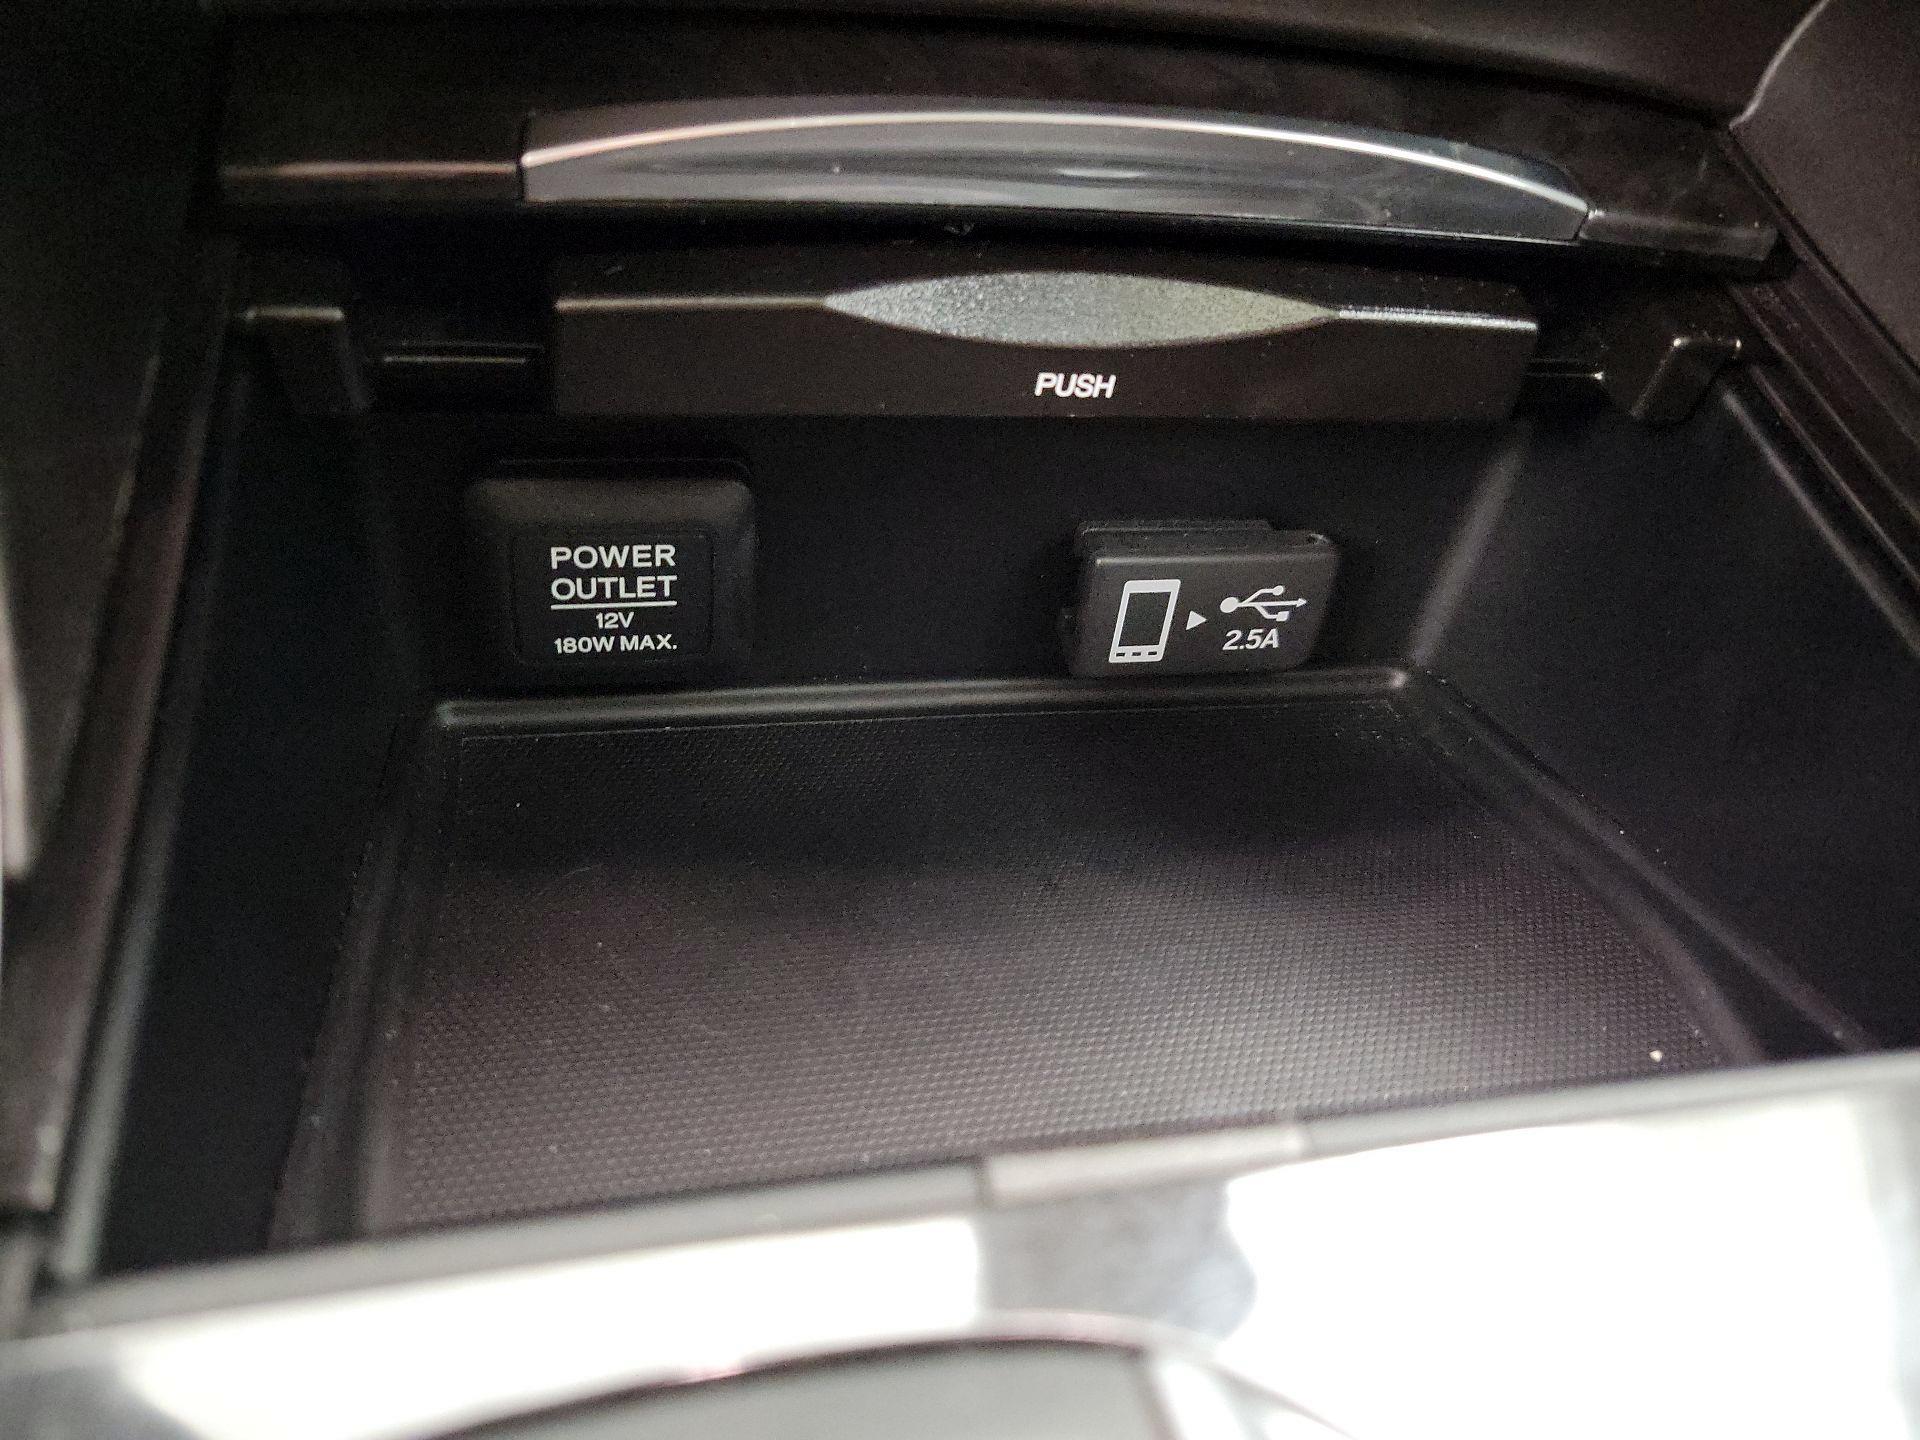 PUSH
POWER
OUTLET
12V
180W MAX.
2.5A